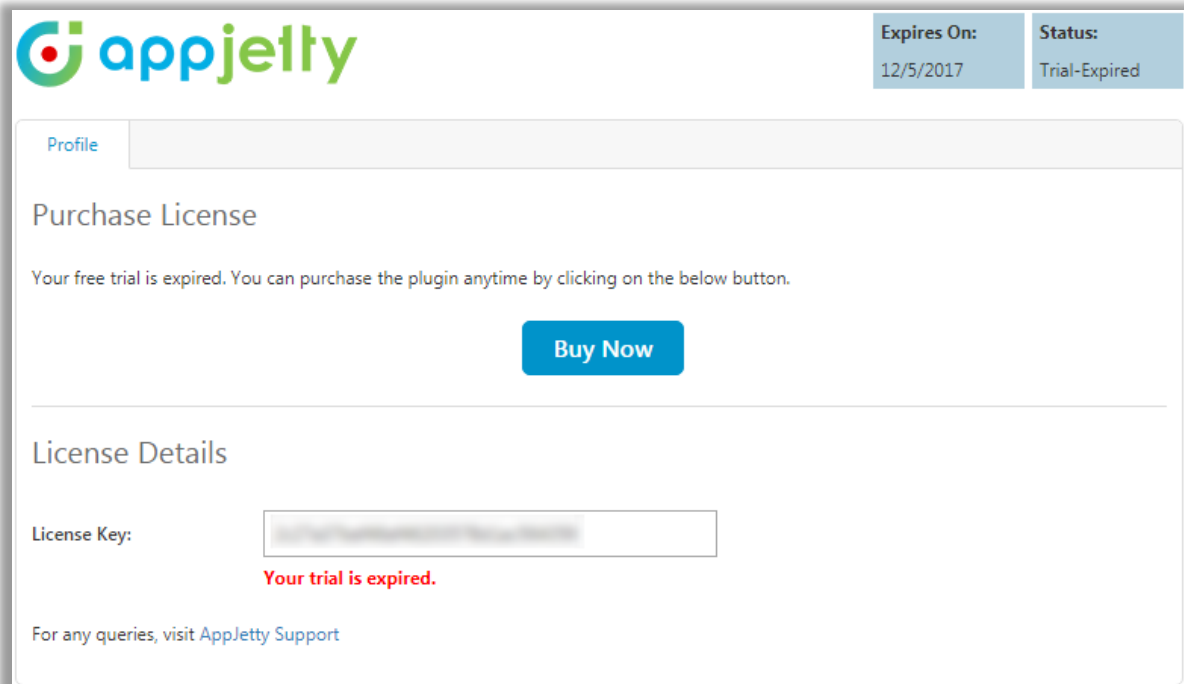 appjetty
Expires On:
12/5/2017
Status:
Trial-Expired
Profile
Purchase License
Your free trial is expired. You can purchase the plugin anytime by clicking on the below button.
Buy Now
License Details
License Key:
Your trial is expired.
For any queries, visit AppJetty Support